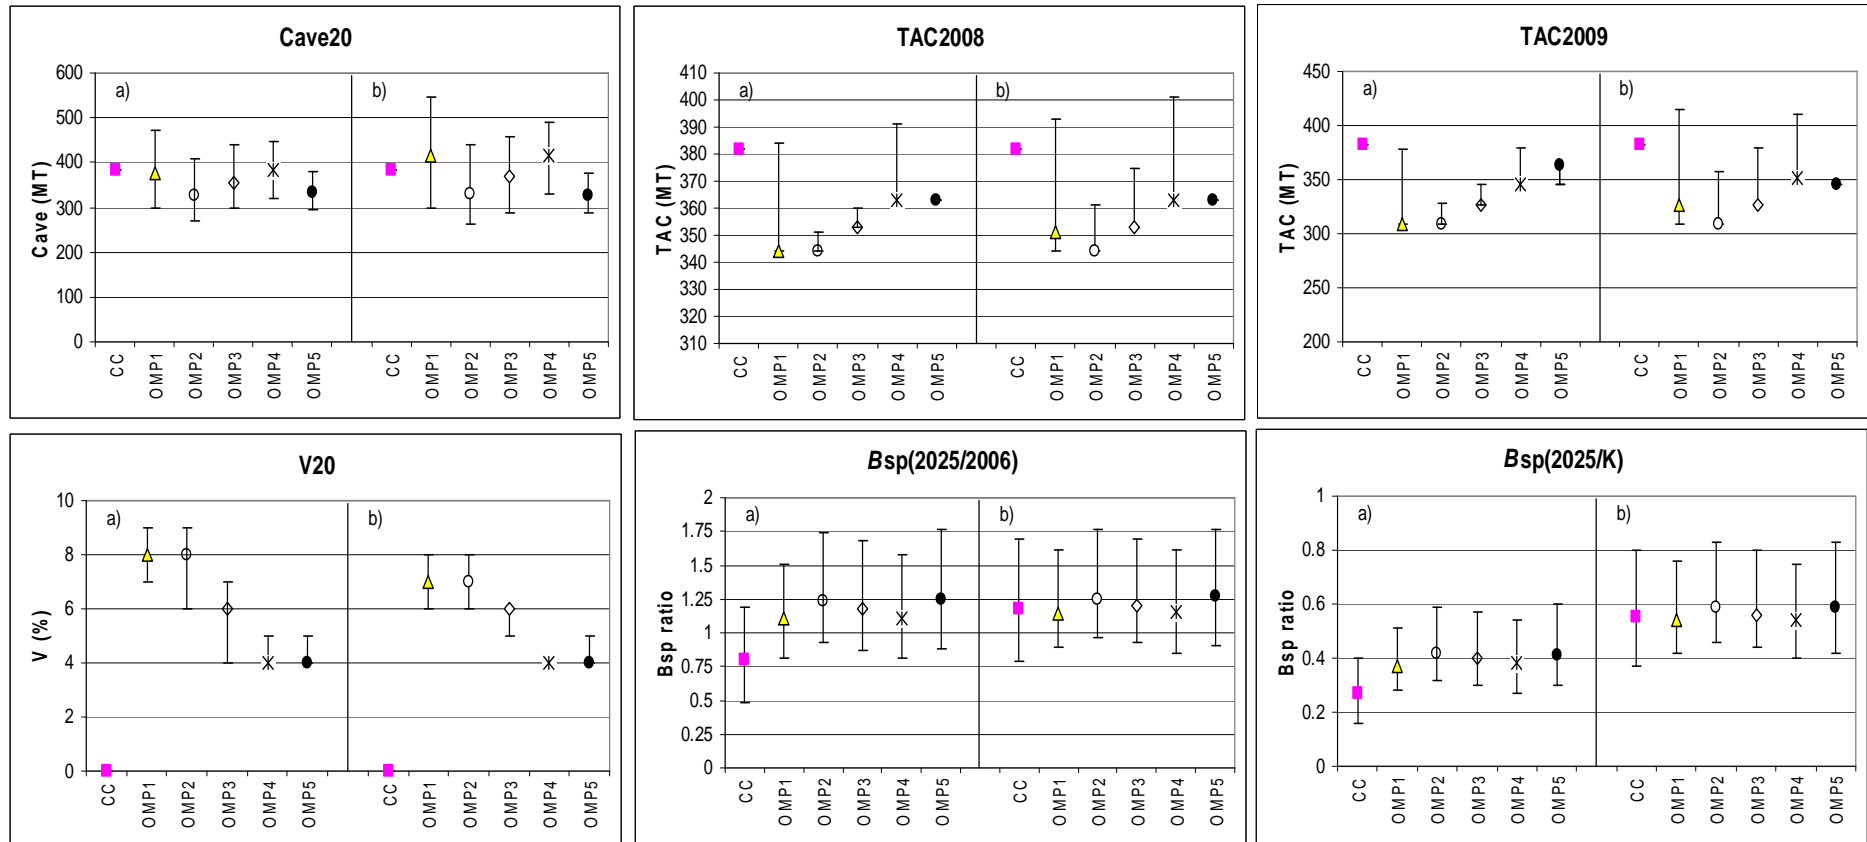 Cave20
a)
b)
Cave (MT)
600
500
400
300
200
100
0
CC
OMP1
OMP2
OMP3
OMP4
OMP5
CC
OMP1
OMP2
OMP3
OMP4
OMP5
TAC2008
a)
b)
TAC (MT)
410
400
390
380
370
360
350
340
330
320
310
CC
OMP1
OMP2
OMP3
OMP4
OMP5
CC
OMP1
OMP2
OMP3
OMP4
OMP5
TAC2009
a)
b)
TAC (MT)
450
400
350
300
250
200
CC
OMP1
OMP2
OMP3
OMP4
OMP5
CC
OMP1
OMP2
OMP3
OMP4
OMP5
V20
a)
b)
V (%)
10
8
6
4
2
0
CC
OMP1
OMP2
OMP3
OMP4
OMP5
CC
OMP1
OMP2
OMP3
OMP4
OMP5
Bsp(2025/2006)
a)
b)
Bsp ratio
2
1.75
1.5
1.25
1
0.75
0.5
0.25
0
CC
OMP1
OMP2
OMP3
OMP4
OMP5
CC
OMP1
OMP2
OMP3
OMP4
OMP5
Bsp(2025/K)
a)
b)
Bsp ratio
1
0.8
0.6
0.4
0.2
0
CC
OMP1
OMP2
OMP3
OMP4
OMP5
CC
OMP1
OMP2
OMP3
OMP4
OMP5